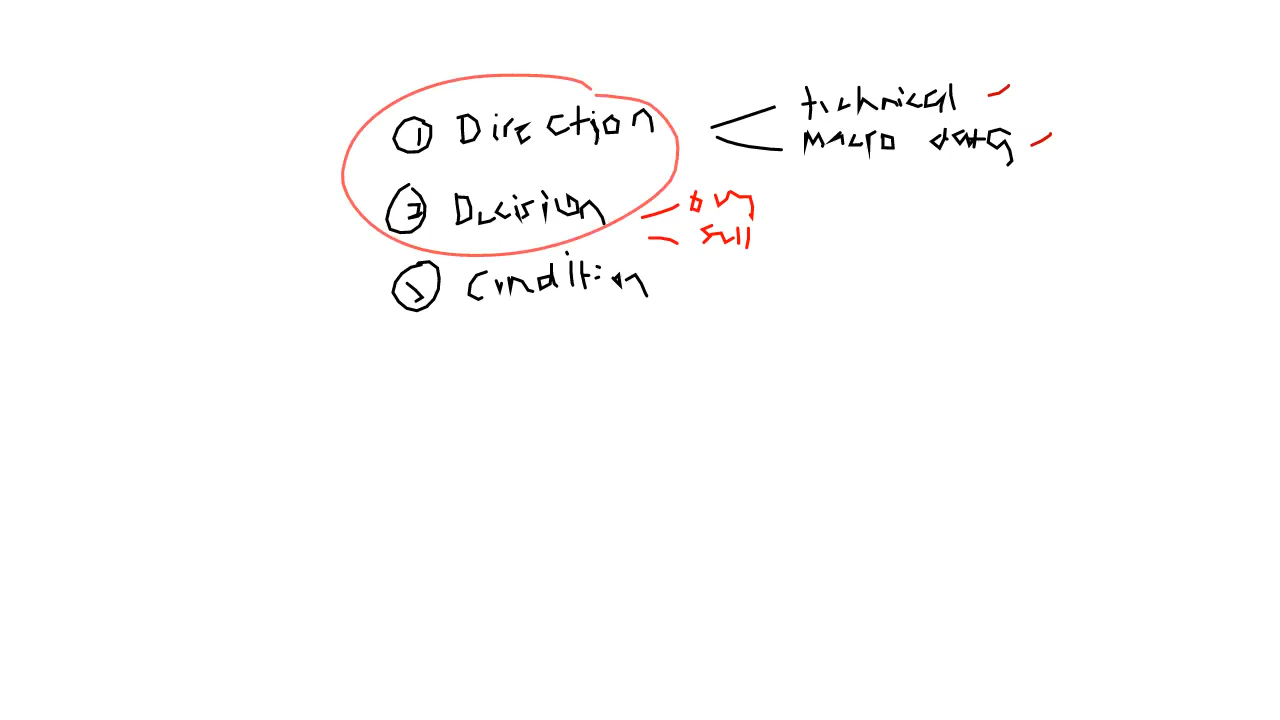 ① Direction
technical
macro data
② Decision
buy
sell
③ Condition